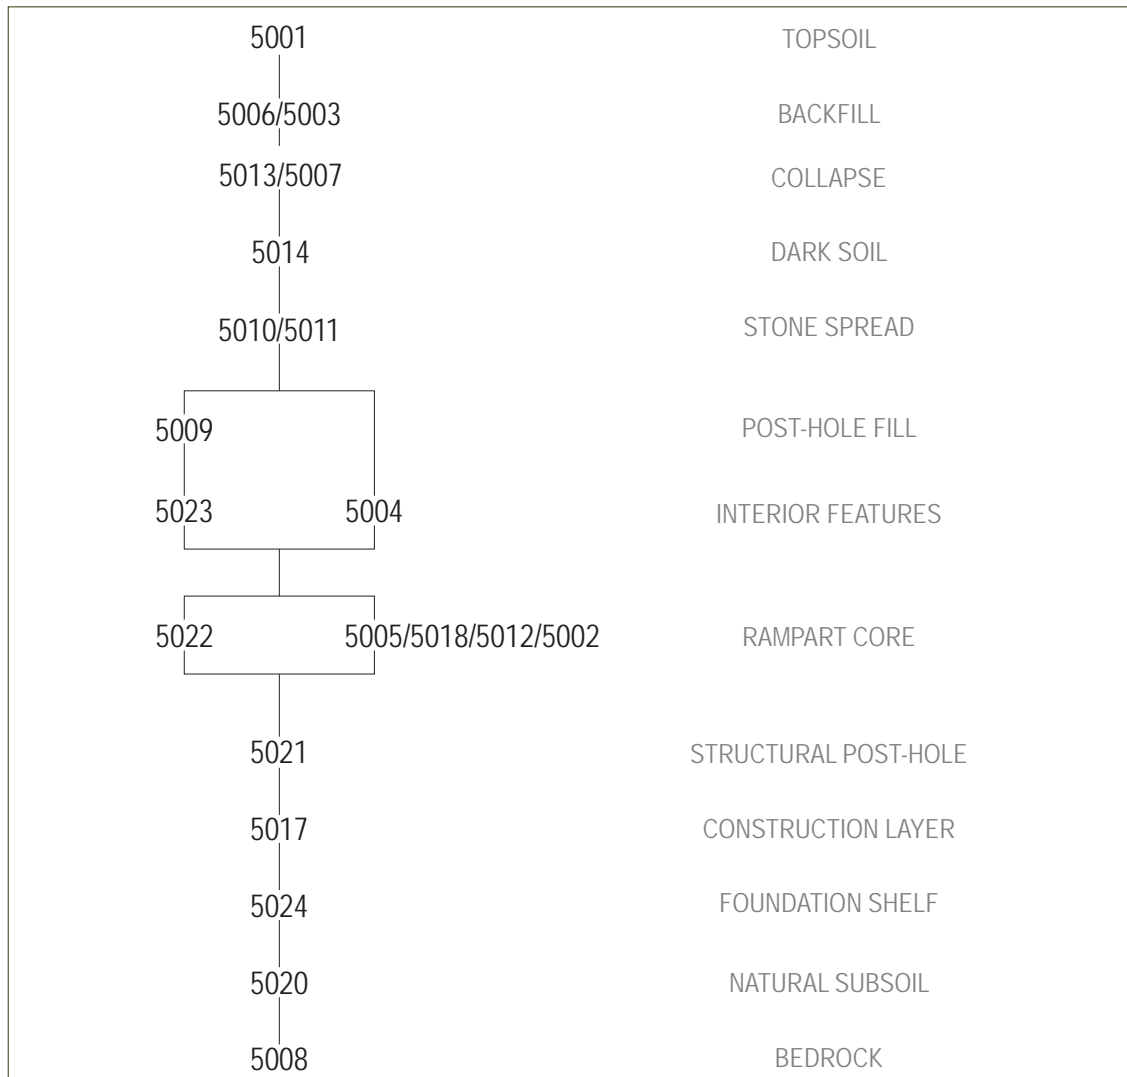 5001 TOPSOIL
5006/5003 BACKFILL
5013/5007 COLLAPSE
5014 DARK SOIL
5010/5011 STONE SPREAD
5009 POST-HOLE FILL
5023 5004 INTERIOR FEATURES
5022 5005/5018/5012/5002 RAMPART CORE
5021 STRUCTURAL POST-HOLE
5017 CONSTRUCTION LAYER
5024 FOUNDATION SHELF
5020 NATURAL SUBSOIL
5008 BEDROCK